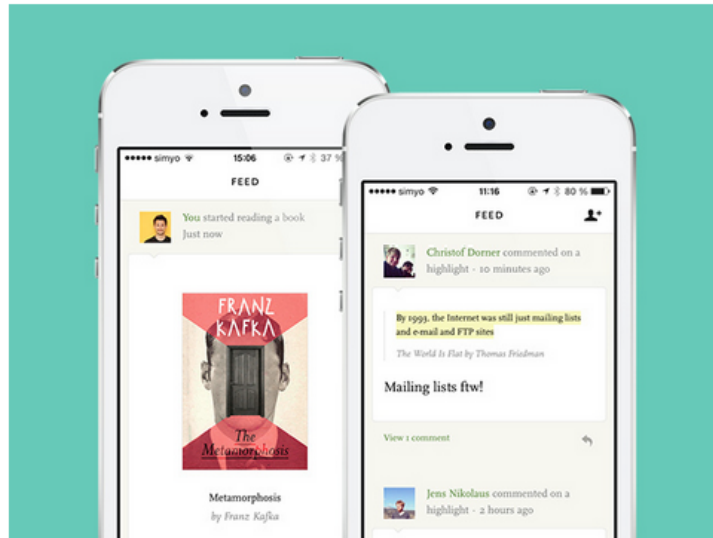 simyo 15:06 37 %
FEED
You started reading a book
Just now
FRANZ
KAFKA
The
Metamorphosis
Metamorphosis
by Franz Kafka
simyo 11:16 80 %
FEED
Christof Dorner commented on a
highlight - 10 minutes ago
By 1993, the Internet was still just mailing lists
and e-mail and FTP sites
The World Is Flat by Thomas Friedman
Mailing lists ftw!
View 1 comment
Jens Nikolaus commented on a
highlight - 2 hours ago